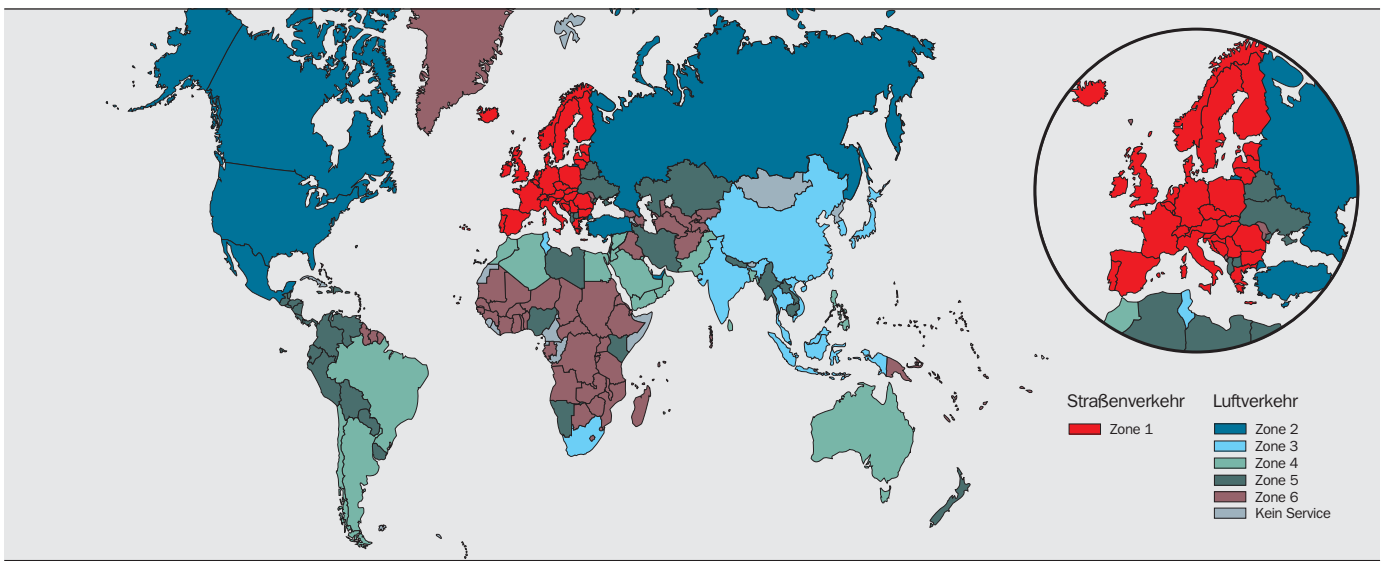 Straßenverkehr
Zone 1
Luftverkehr
Zone 2
Zone 3
Zone 4
Zone 5
Zone 6
Kein Service